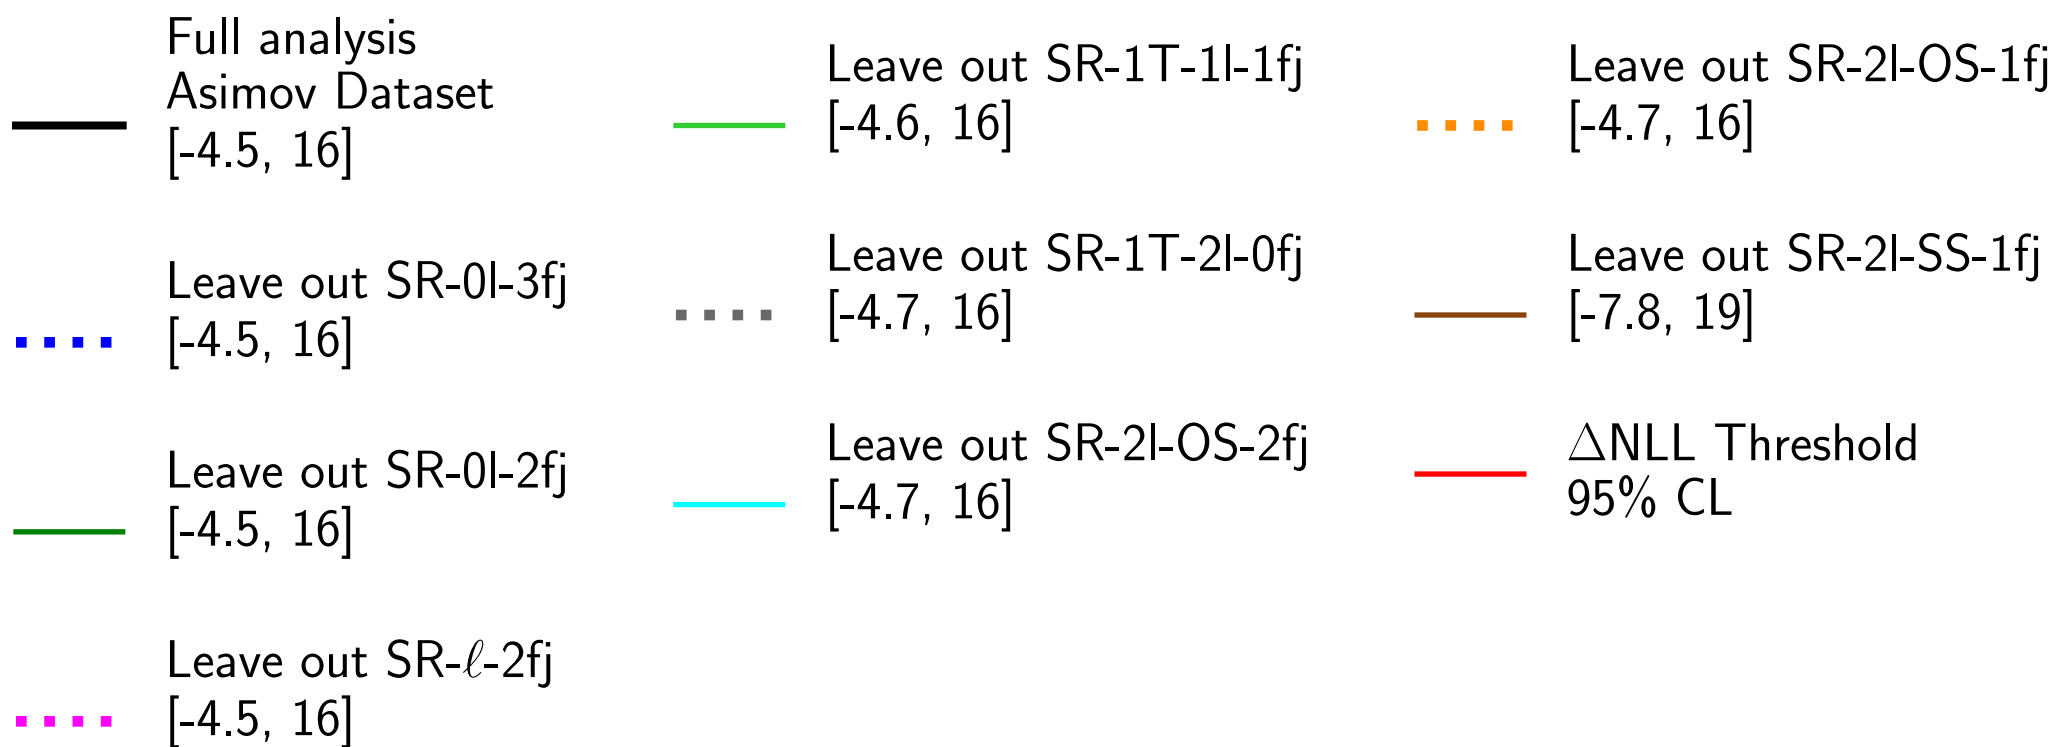 Full analysis
Asimov Dataset
[-4.5, 16]
Leave out SR-0l-3fj
[-4.5, 16]
Leave out SR-0l-2fj
[-4.5, 16]
Leave out SR-ℓ-2fj
[-4.5, 16]
Leave out SR-1T-1l-1fj
[-4.6, 16]
Leave out SR-1T-2l-0fj
[-4.7, 16]
Leave out SR-2l-OS-2fj
[-4.7, 16]
Leave out SR-2l-OS-1fj
[-4.7, 16]
Leave out SR-2l-SS-1fj
[-7.8, 19]
ΔNLL Threshold
95% CL